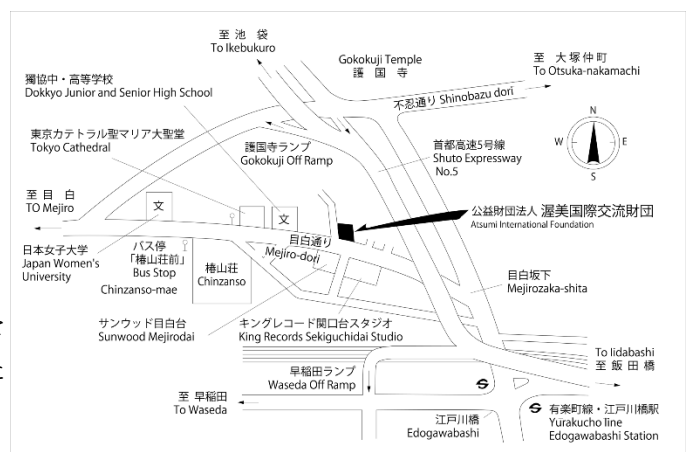 至 池 袋
To Ikebukuro
Gokokuji Temple
護 国 寺
至 大 塚 仲 町
To Otsuka-nakamachi
獨協中・高等学校
Dokkyo Junior and Senior High School
不忍通り Shinobazu dori
東京カテトラル聖マリア大聖堂
Tokyo Cathedral
護国寺ランプ
Gokokuji Off Ramp
首都高速5号線
Shuto Expressway
No.5
N
W
E
S
至 目 白
TO Mejiro
文
文
公益財団法人 渥美国際交流財団
Atsumi International Foundation
目白通り
Mejiro-dori
日本女子大学
Japan Women's
University
バス停
「椿山荘前」
Bus Stop
Chinzanso-mae
椿山荘
Chinzanso
目白坂下
Mejirozaka-shita
サンウッド目白台
Sunwood Mejirodai
キングレコード関口台スタジオ
King Records Sekiguchidai Studio
To Iidabashi
至 飯 田 橋
早稲田ランプ
Waseda Off Ramp
至 早稲田
To Waseda
江戸川橋
Edogawabashi
有楽町線・江戸川橋駅
Yurakucho line
Edogawabashi Station